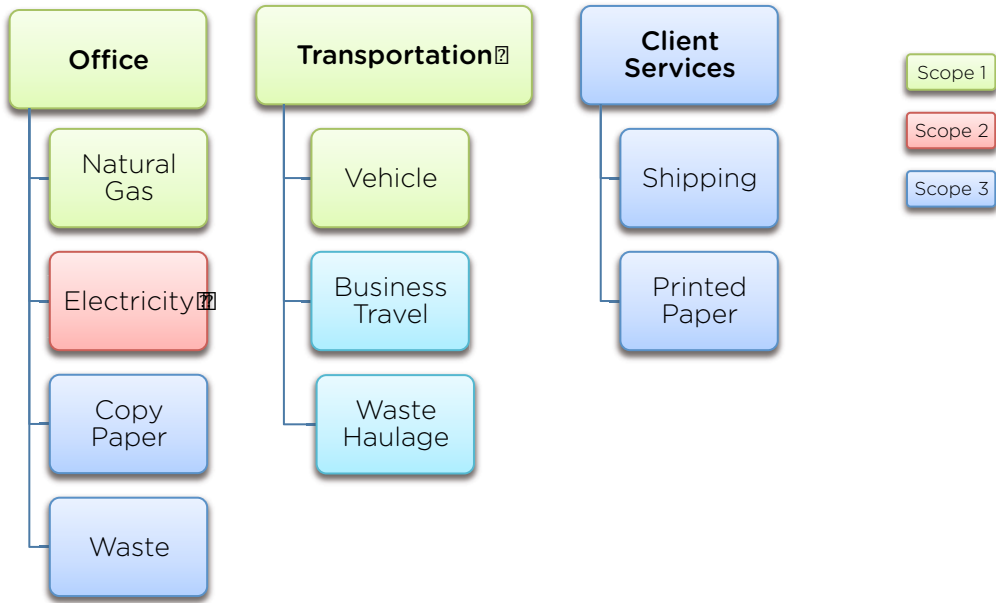 Office
Natural
Gas
Electricity
Copy
Paper
Waste
Transportation
Vehicle
Business
Travel
Waste
Haulage
Client
Services
Shipping
Printed
Paper
Scope 1
Scope 2
Scope 3